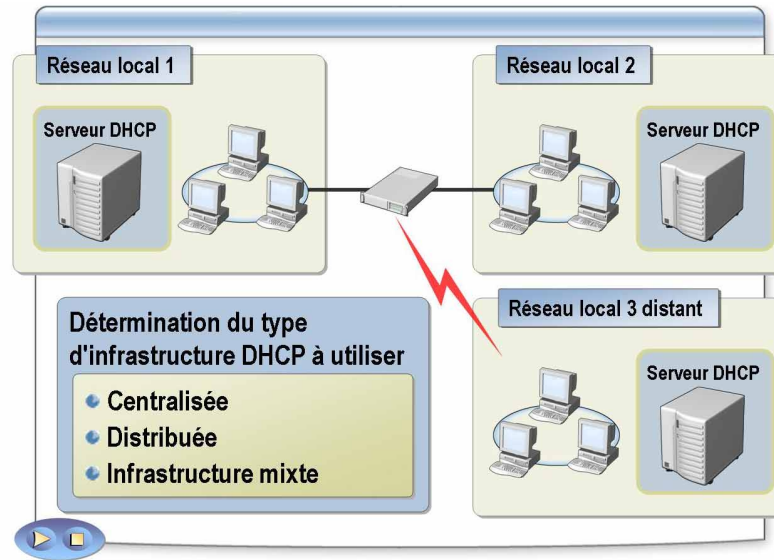 Réseau local 1
Serveur DHCP
Réseau local 2
Serveur DHCP
Réseau local 3 distant
Serveur DHCP
Détermination du type
d'infrastructure DHCP à utiliser
Centralisée
Distribuée
Infrastructure mixte